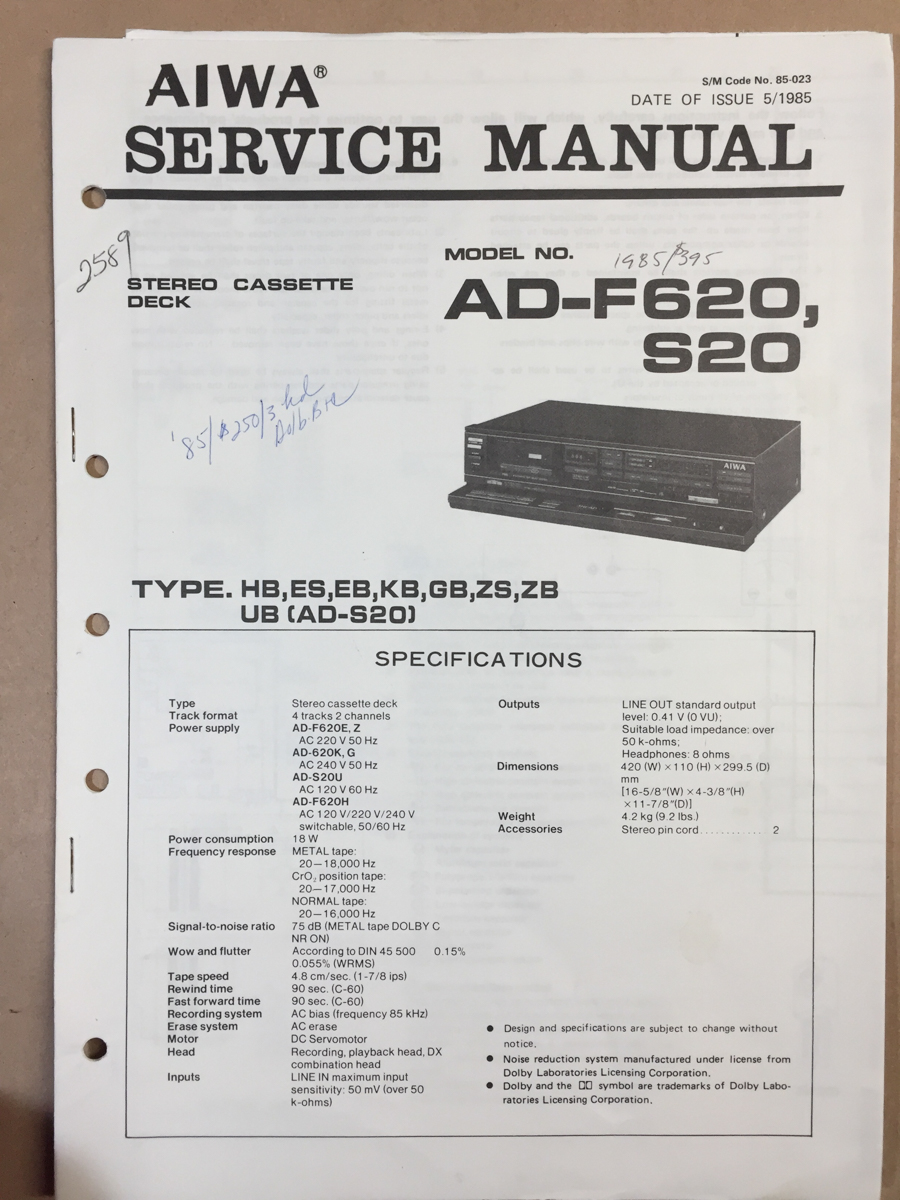 AIWA®
S/M Code No. 85-023
DATE OF ISSUE 5/1985
SERVICE MANUAL
2589
STEREO CASSETTE
DECK
MODEL NO.
1985/$395
AD-F620,
S20
'85/$250/3 hd
Dolb. B+C
AIWA
TYPE. HB,ES,EB,KB,GB,ZS,ZB
UB (AD-S20)
SPECIFICATIONS
Type Stereo cassette deck
Track format 4 tracks 2 channels
Power supply AD-F620E, Z
AC 220 V 50 Hz
AD-620K, G
AC 240 V 50 Hz
AD-S20U
AC 120 V 60 Hz
AD-F620H
AC 120 V/220 V/240 V
switchable, 50/60 Hz
Power consumption 18 W
Frequency response METAL tape:
20—18,000 Hz
CrO₂ position tape:
20—17,000 Hz
NORMAL tape:
20—16,000 Hz
Signal-to-noise ratio 75 dB (METAL tape DOLBY C
NR ON)
Wow and flutter According to DIN 45 500 0.15%
0.055% (WRMS)
Tape speed 4.8 cm/sec. (1-7/8 ips)
Rewind time 90 sec. (C-60)
Fast forward time 90 sec. (C-60)
Recording system AC bias (frequency 85 kHz)
Erase system AC erase
Motor DC Servomotor
Head Recording, playback head, DX
combination head
Inputs LINE IN maximum input
sensitivity: 50 mV (over 50
k-ohms)
Outputs LINE OUT standard output
level: 0.41 V (0 VU);
Suitable load impedance: over
50 k-ohms;
Headphones: 8 ohms
Dimensions 420 (W) × 110 (H) × 299.5 (D)
mm
[16-5/8″(W) × 4-3/8″(H)
× 11-7/8″(D)]
Weight 4.2 kg (9.2 lbs.)
Accessories Stereo pin cord ............ 2
● Design and specifications are subject to change without
notice.
● Noise reduction system manufactured under license from
Dolby Laboratories Licensing Corporation.
● Dolby and the DD symbol are trademarks of Dolby Labo-
ratories Licensing Corporation.